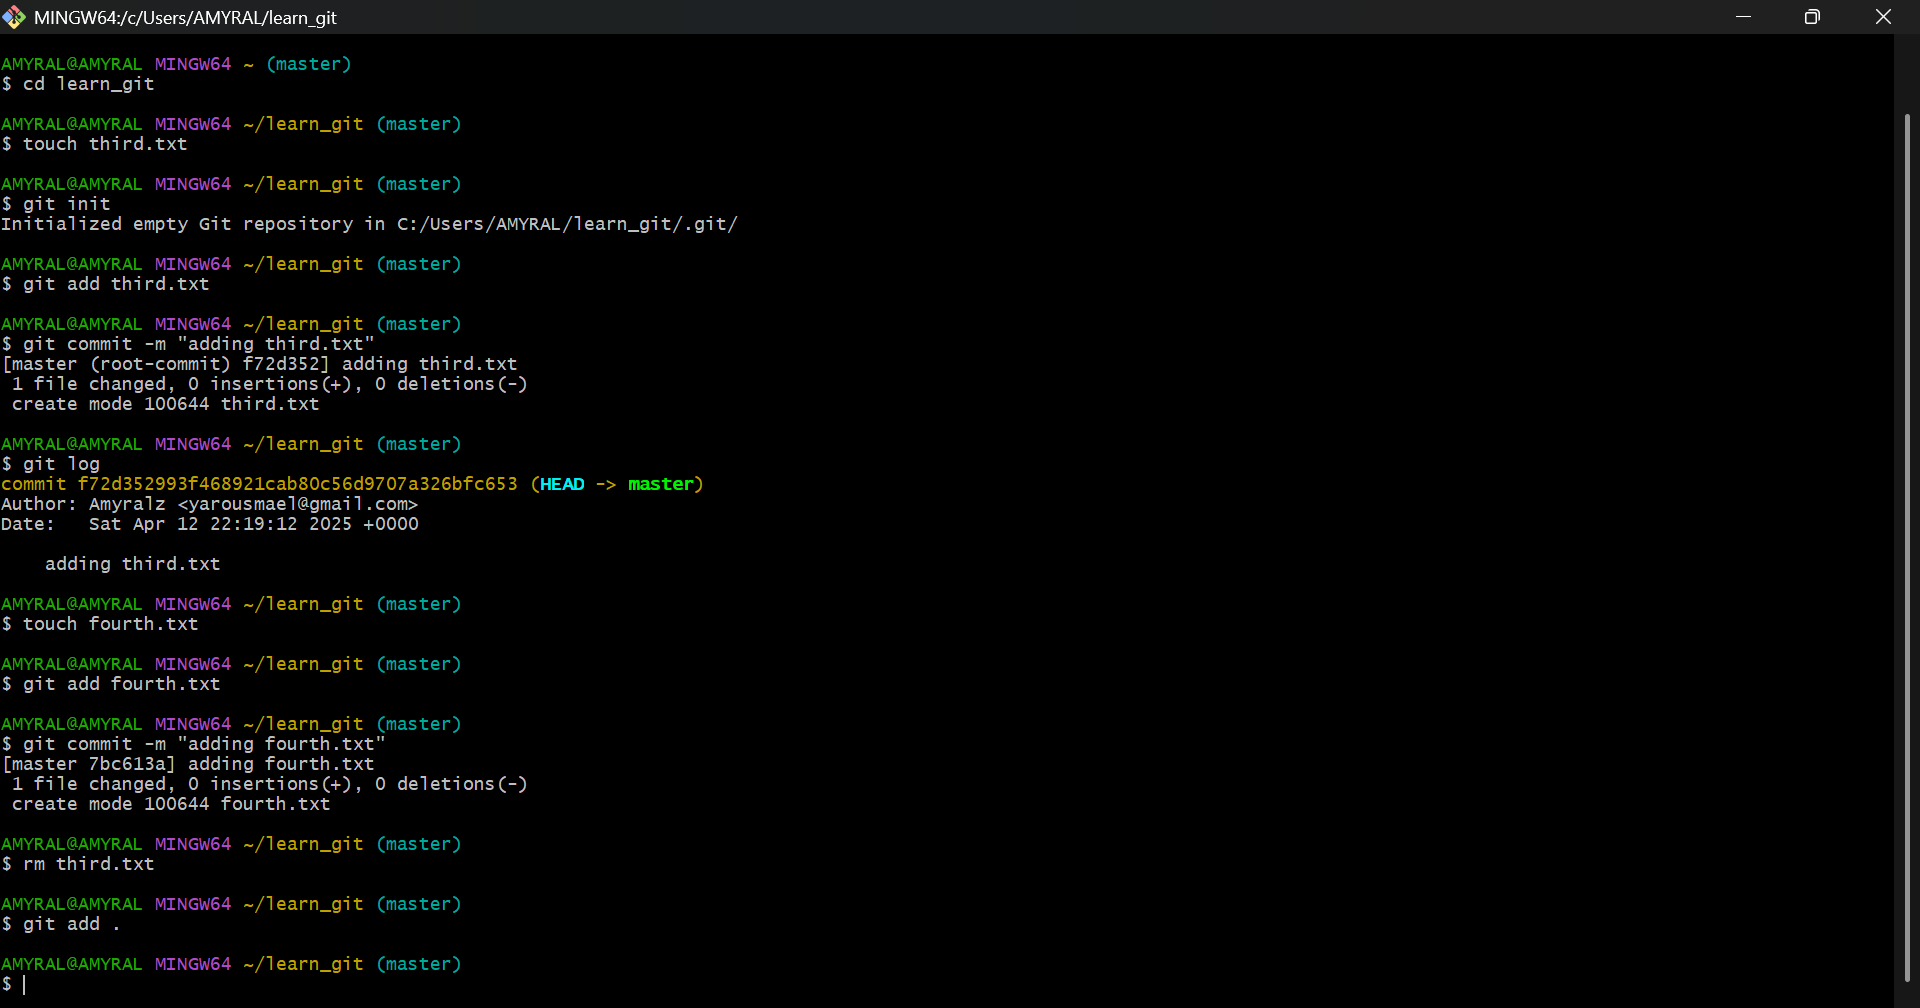 MINGW64:/c/Users/AMYRAL/learn_git
AMYRAL@AMYRAL MINGW64 ~ (master)
$ cd learn_git
AMYRAL@AMYRAL MINGW64 ~/learn_git (master)
$ touch third.txt
AMYRAL@AMYRAL MINGW64 ~/learn_git (master)
$ git init
Initialized empty Git repository in C:/Users/AMYRAL/learn_git/.git/
AMYRAL@AMYRAL MINGW64 ~/learn_git (master)
$ git add third.txt
AMYRAL@AMYRAL MINGW64 ~/learn_git (master)
$ git commit -m "adding third.txt"
[master (root-commit) f72d352] adding third.txt
 1 file changed, 0 insertions(+), 0 deletions(-)
 create mode 100644 third.txt
AMYRAL@AMYRAL MINGW64 ~/learn_git (master)
$ git log
commit f72d352993f468921cab80c56d9707a326bfc653 (HEAD -> master)
Author: Amyralz <yarousmael@gmail.com>
Date:   Sat Apr 12 22:19:12 2025 +0000
    adding third.txt
AMYRAL@AMYRAL MINGW64 ~/learn_git (master)
$ touch fourth.txt
AMYRAL@AMYRAL MINGW64 ~/learn_git (master)
$ git add fourth.txt
AMYRAL@AMYRAL MINGW64 ~/learn_git (master)
$ git commit -m "adding fourth.txt"
[master 7bc613a] adding fourth.txt
 1 file changed, 0 insertions(+), 0 deletions(-)
 create mode 100644 fourth.txt
AMYRAL@AMYRAL MINGW64 ~/learn_git (master)
$ rm third.txt
AMYRAL@AMYRAL MINGW64 ~/learn_git (master)
$ git add .
AMYRAL@AMYRAL MINGW64 ~/learn_git (master)
$